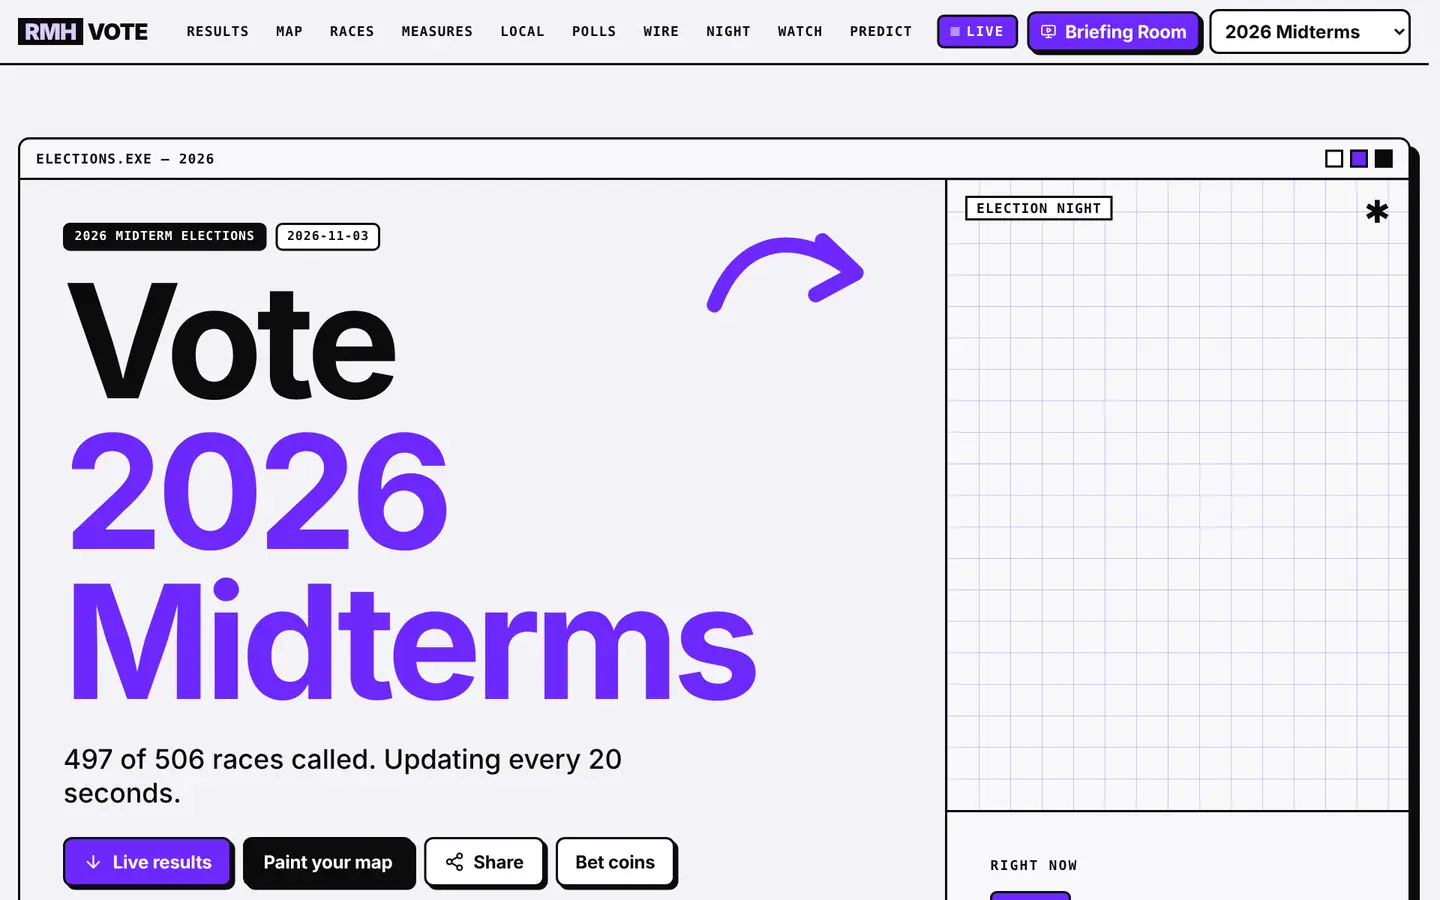 RMH VOTE RESULTS MAP RACES MEASURES LOCAL POLLS WIRE NIGHT WATCH PREDICT LIVE Briefing Room 2026 Midterms
ELECTIONS.EXE — 2026
2026 MIDTERM ELECTIONS 2026-11-03
Vote
2026
Midterms
497 of 506 races called. Updating every 20
seconds.
Live results Paint your map Share Bet coins
ELECTION NIGHT
RIGHT NOW